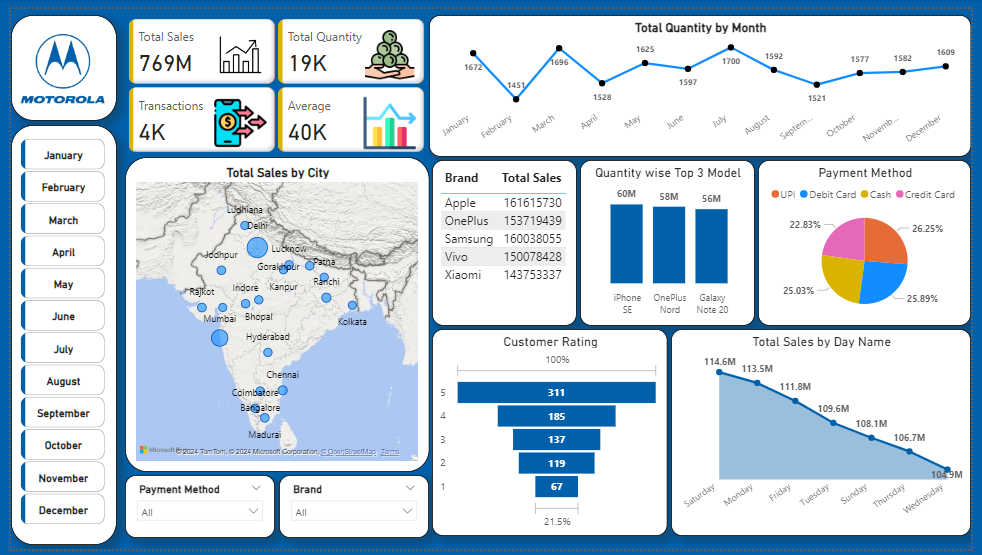 MOTOROLA
January
February
March
April
May
June
July
August
September
October
November
December
Total Sales
769M
Total Quantity
19K
Transactions
4K
Average
40K
Total Quantity by Month
1672
1451
1696
1528
1625
1597
1700
1592
1521
1577
1582
1609
January
February
March
April
May
June
July
August
Septem...
October
Novemb...
December
Total Sales by City
Ludhiana
Delhi
Lucknow
Jodhpur
Gorakhpur
Patna
Kanpur
Ranchi
Rajkot
Indore
Mumbai
Bhopal
Kolkata
Hyderabad
Chennai
Coimbatore
Bangalore
Madurai
© 2024 TomTom, © 2024 Microsoft Corporation, © OpenStreetMap Terms
Payment Method
All
Brand
All
Brand Total Sales
Apple 161615730
OnePlus 153719439
Samsung 160038055
Vivo 150078428
Xiaomi 143753337
Quantity wise Top 3 Model
60M
58M
56M
iPhone
SE
OnePlus
Nord
Galaxy
Note 20
Payment Method
UPI Debit Card Cash Credit Card
22.83%
26.25%
25.03%
25.89%
Customer Rating
100%
5 311
4 185
3 137
2 119
1 67
21.5%
Total Sales by Day Name
114.6M
113.5M
111.8M
109.6M
108.1M
106.7M
104.9M
Saturday
Monday
Friday
Tuesday
Sunday
Thursday
Wednesday